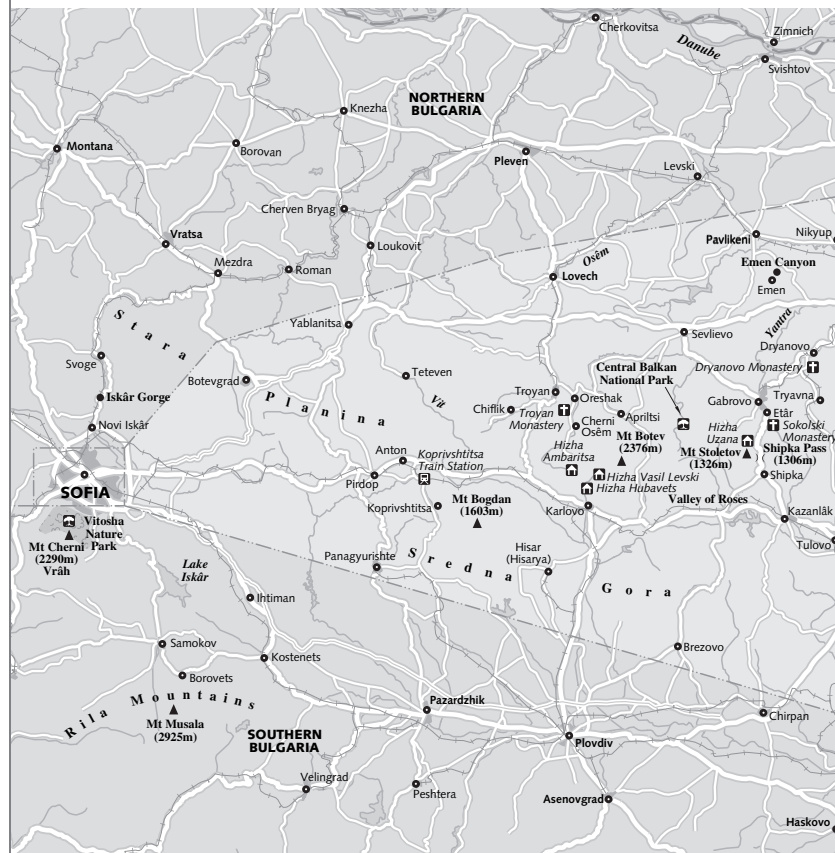 Cherkovitsa
Zimnich
Danube
Svishtov
Knezha
NORTHERN
BULGARIA
Montana
Borovan
Pleven
Levski
Cherven Bryag
Vratsa
Loukovit
Pavlikeni
Nikyup
Mezdra
Roman
Osêm
Lovech
Emen Canyon
Emen
Stara
Yablanitsa
Yantra
Sevlievo
Svoge
Dryanovo
Central Balkan
National Park
Dryanovo Monastery
Botevgrad
Teteven
Iskâr Gorge
Planina
Vit
Troyan
Oreshak
Gabrovo
Tryavna
Chiflik
Troyan
Monastery
Apriltsi
Etâr
Novi Iskâr
Cherni
Osêm
Hizha
Uzana
Sokolski
Monastery
Mt Botev
(2376m)
Mt Stoletov
(1326m)
Shipka Pass
(1306m)
Anton
Koprivshtitsa
Train Station
Hizha
Ambaritsa
Pirdop
Hizha Vasil Levski
Hizha Hubavets
Shipka
SOFIA
Mt Bogdan
(1603m)
Valley of Roses
Koprivshtitsa
Karlovo
Kazanlâk
Vitosha
Nature
Park
Mt Cherni
(2290m)
Vrâh
Tulovo
Panagyurishte
Sredna
Hisar
(Hisarya)
Lake
Iskâr
Gora
Ihtiman
Samokov
Kostenets
Brezovo
Borovets
Rila Mountains
Mt Musala
(2925m)
Pazardzhik
Chirpan
SOUTHERN
BULGARIA
Plovdiv
Velingrad
Peshtera
Asenovgrad
Haskovo